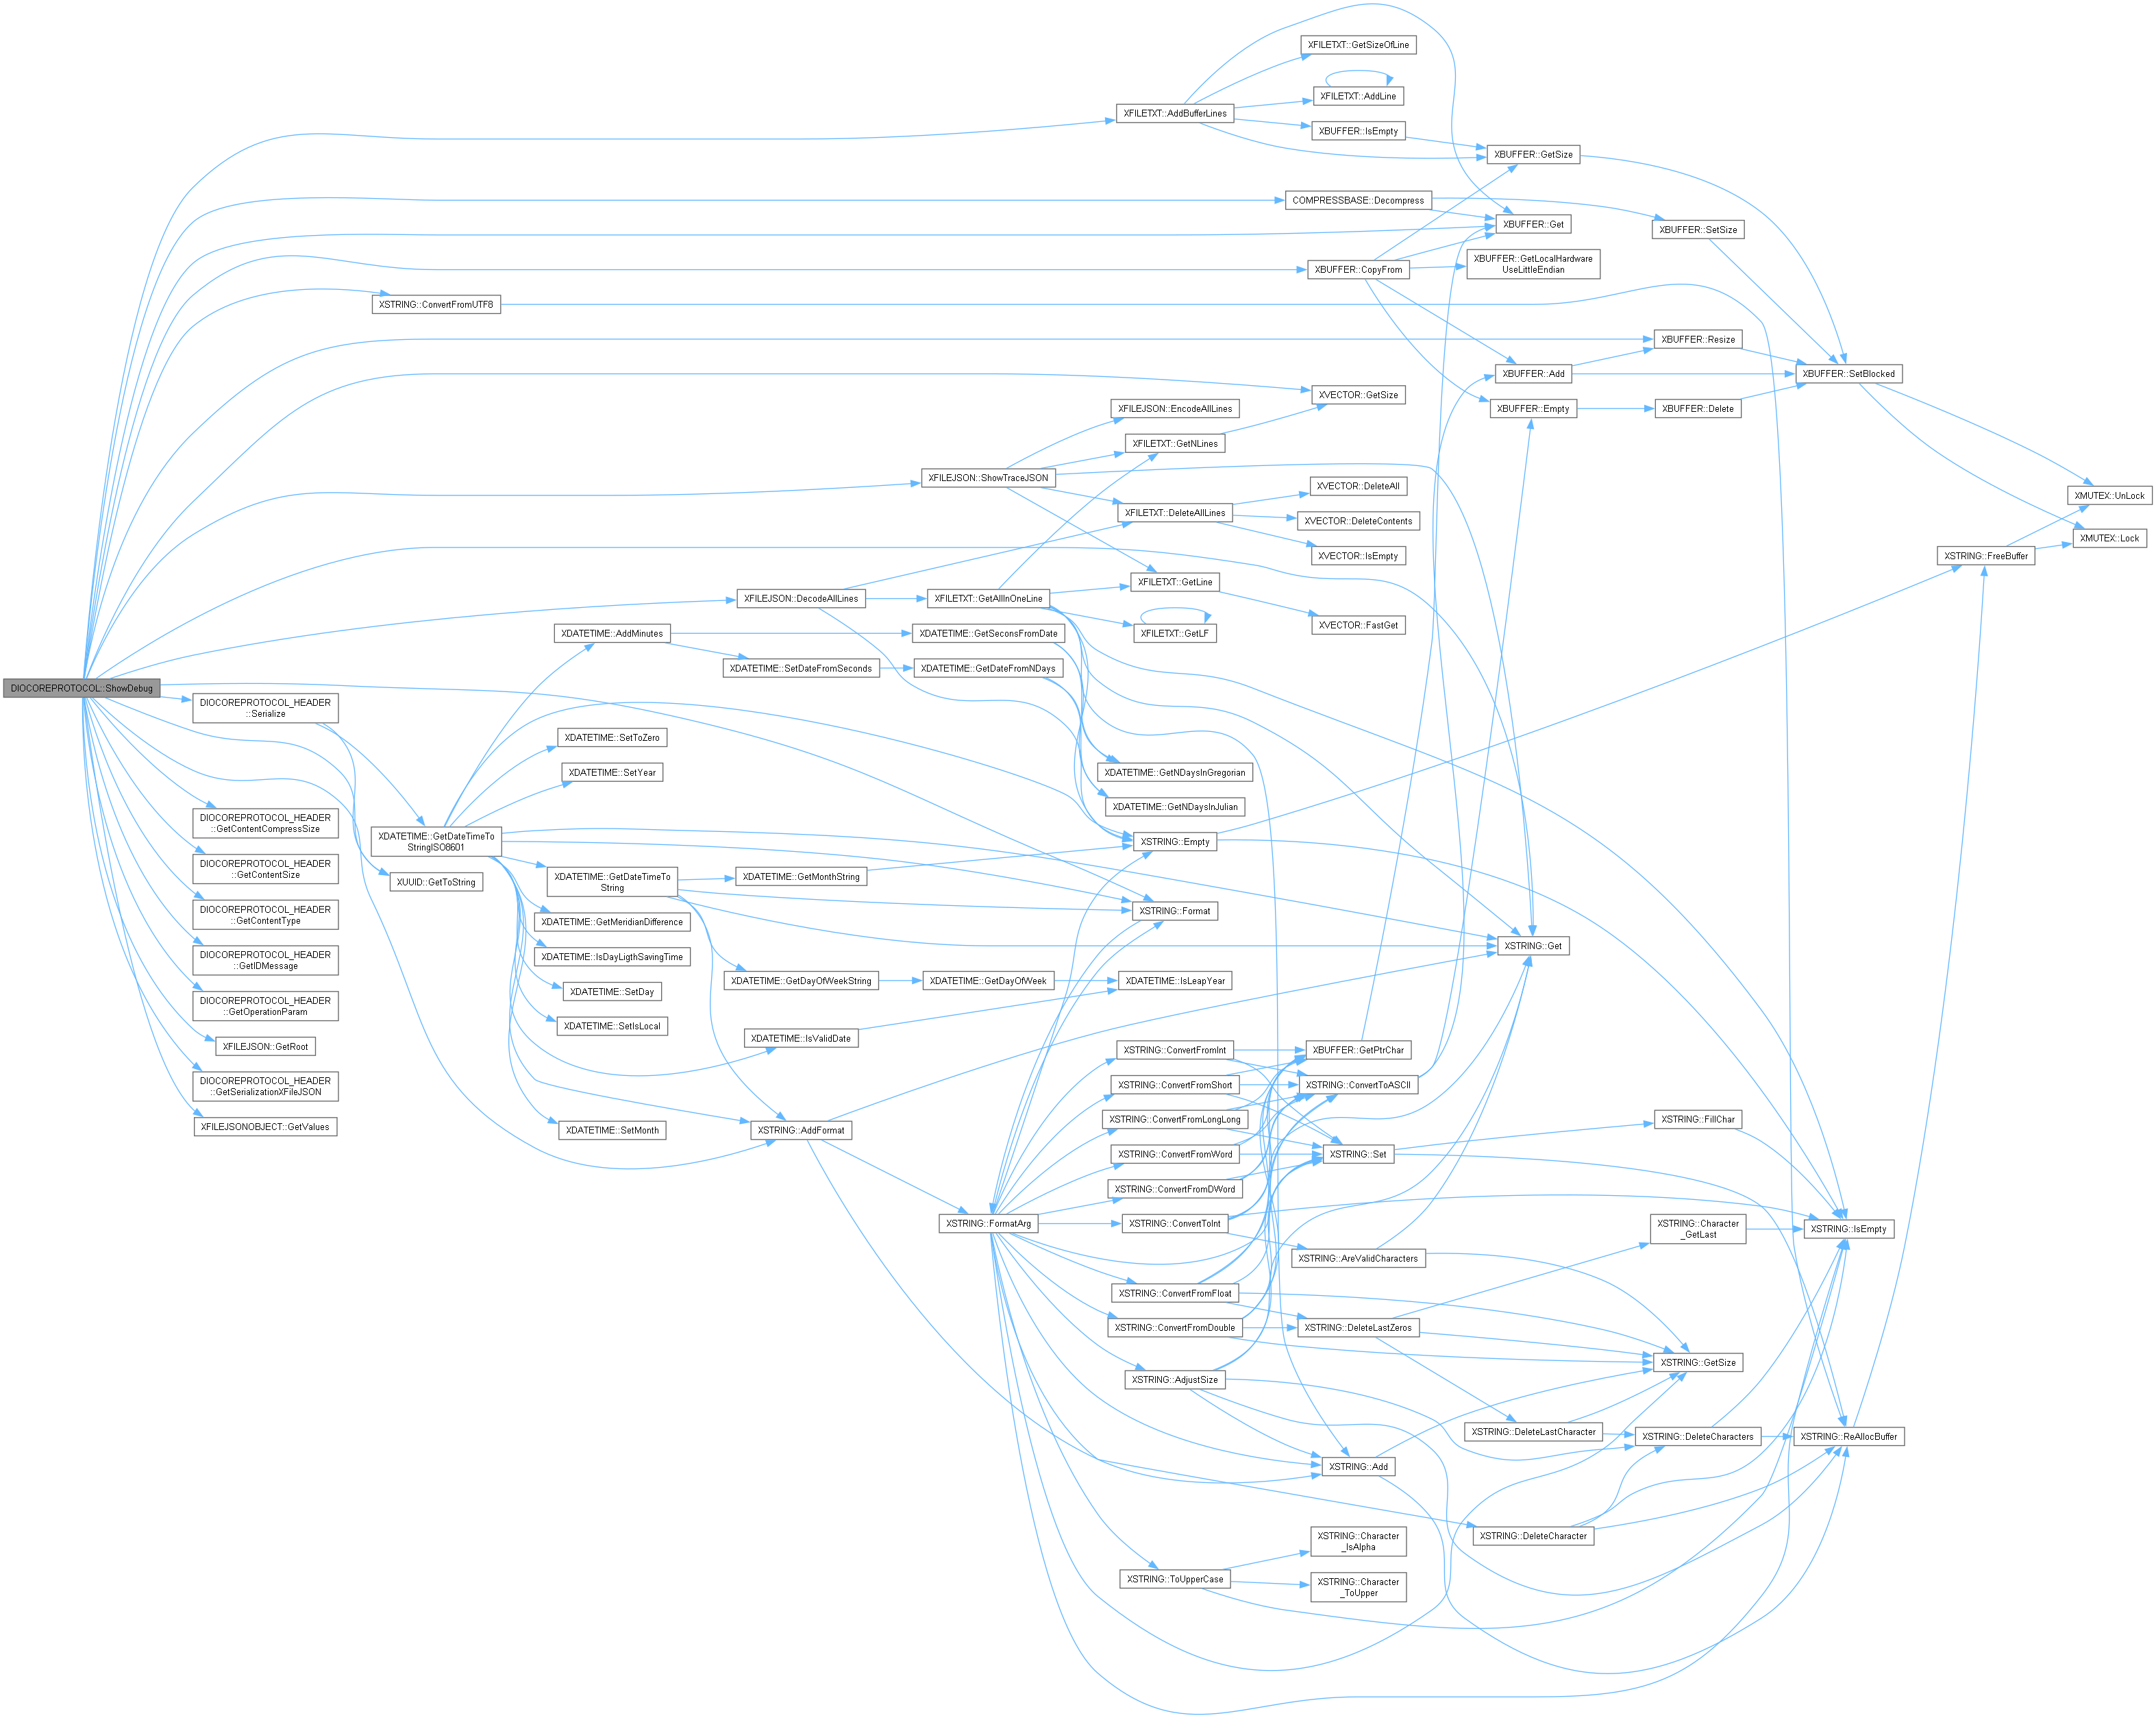 XFILETXT::GetSizeOfLine
XFILETXT::AddLine
XFILETXT::AddBufferLines
XBUFFER::IsEmpty
XBUFFER::GetSize
COMPRESSBASE::Decompress
XBUFFER::Get
XBUFFER::SetSize
XBUFFER::GetLocalHardware
UseLittleEndian
XBUFFER::CopyFrom
XSTRING::ConvertFromUTF8
XBUFFER::Resize
XBUFFER::Add
XBUFFER::SetBlocked
XVECTOR::GetSize
XFILEJSON::EncodeAllLines
XBUFFER::Empty
XBUFFER::Delete
XFILETXT::GetNLines
XFILEJSON::ShowTraceJSON
XVECTOR::DeleteAll
XMUTEX::UnLock
XFILETXT::DeleteAllLines
XVECTOR::DeleteContents
XMUTEX::Lock
XVECTOR::IsEmpty
XSTRING::FreeBuffer
XFILETXT::GetLine
XFILEJSON::DecodeAllLines
XFILETXT::GetAllInOneLine
XVECTOR::FastGet
XDATETIME::AddMinutes
XDATETIME::GetSeconsFromDate
XFILETXT::GetLF
XDATETIME::SetDateFromSeconds
XDATETIME::GetDateFromNDays
DIOCOREPROTOCOL::ShowDebug
DIOCOREPROTOCOL_HEADER
::Serialize
XDATETIME::SetToZero
XDATETIME::SetYear
XDATETIME::GetNDaysInGregorian
XDATETIME::GetNDaysInJulian
DIOCOREPROTOCOL_HEADER
::GetContentCompressSize
XDATETIME::GetDateTimeTo
StringISO8601
XSTRING::Empty
DIOCOREPROTOCOL_HEADER
::GetContentSize
XUUID::GetToString
XDATETIME::GetDateTimeTo
String
XDATETIME::GetMonthString
DIOCOREPROTOCOL_HEADER
::GetContentType
XDATETIME::GetMeridianDifference
XSTRING::Format
XSTRING::Get
DIOCOREPROTOCOL_HEADER
::GetIDMessage
XDATETIME::IsDayLigthSavingTime
XDATETIME::GetDayOfWeekString
XDATETIME::GetDayOfWeek
XDATETIME::IsLeapYear
DIOCOREPROTOCOL_HEADER
::GetOperationParam
XDATETIME::SetDay
XDATETIME::SetIsLocal
XDATETIME::IsValidDate
XFILEJSON::GetRoot
XSTRING::ConvertFromInt
XBUFFER::GetPtrChar
DIOCOREPROTOCOL_HEADER
::GetSerializationXFileJSON
XSTRING::ConvertFromShort
XSTRING::ConvertToASCII
XFILEJSONOBJECT::GetValues
XDATETIME::SetMonth
XSTRING::AddFormat
XSTRING::ConvertFromLongLong
XSTRING::FillChar
XSTRING::ConvertFromWord
XSTRING::Set
XSTRING::ConvertFromDWord
XSTRING::FormatArg
XSTRING::ConvertToInt
XSTRING::Character
_GetLast
XSTRING::IsEmpty
XSTRING::AreValidCharacters
XSTRING::ConvertFromFloat
XSTRING::ConvertFromDouble
XSTRING::DeleteLastZeros
XSTRING::GetSize
XSTRING::AdjustSize
XSTRING::DeleteLastCharacter
XSTRING::DeleteCharacters
XSTRING::ReAllocBuffer
XSTRING::Add
XSTRING::DeleteCharacter
XSTRING::Character
_IsAlpha
XSTRING::ToUpperCase
XSTRING::Character
_ToUpper